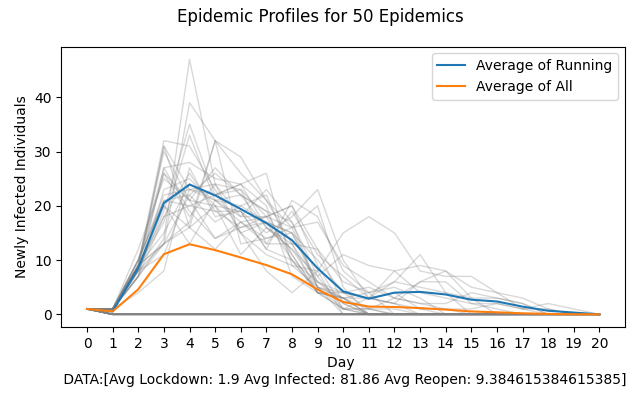 Epidemic Profiles for 50 Epidemics
Average of Running
Average of All
Newly Infected Individuals
40
30
20
10
0
0 1 2 3 4 5 6 7 8 9 10 11 12 13 14 15 16 17 18 19 20
Day
DATA:[Avg Lockdown: 1.9 Avg Infected: 81.86 Avg Reopen: 9.384615384615385]